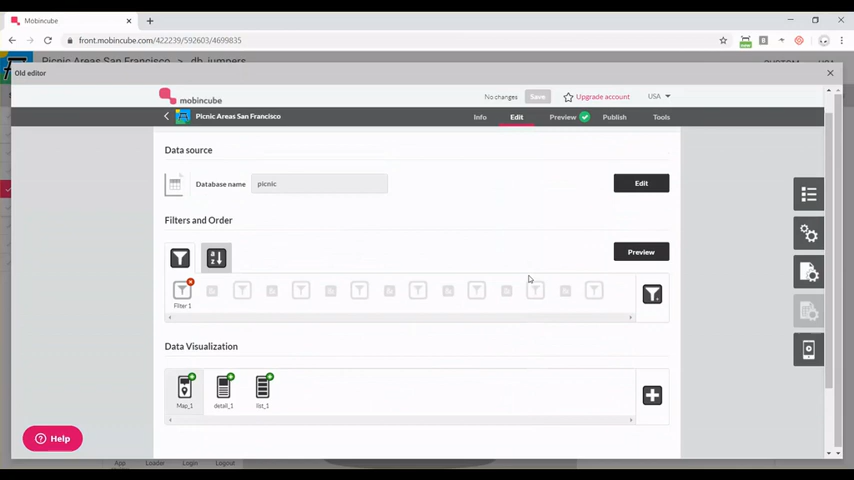 Mobincube
front.mobincube.com/422239/592603/4699835
Picnic Areas San Francisco > db_jumpers
Old editor
mobincube
No changes
Save
Upgrade account
USA
Picnic Areas San Francisco
Info
Edit
Preview
Publish
Tools
Data source
Database name
picnic
Edit
Filters and Order
Preview
Filter 1
Data Visualization
Map_1
detail_1
list_1
Help
App
Loader
Login
Logout